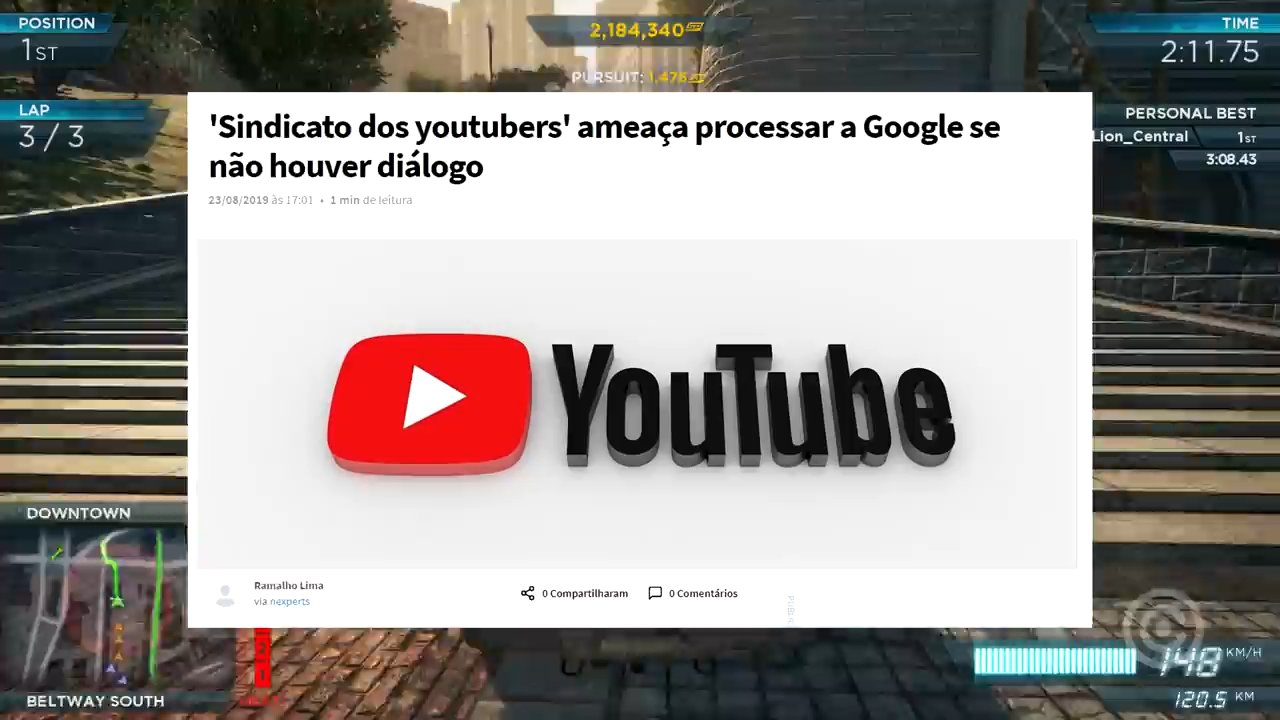 POSITION
1ST
2,184,340
TIME
2:11.75
PURSUIT: 1,475
LAP
3 / 3
PERSONAL BEST
Lion_Central 1ST
3:08.43
'Sindicato dos youtubers' ameaça processar a Google se
não houver diálogo
23/08/2019 às 17:01 • 1 min de leitura
YouTube
Ramalho Lima
via nexperts
0 Compartilharam
0 Comentários
DOWNTOWN
BELTWAY SOUTH
148 KM/H
120.5 KM